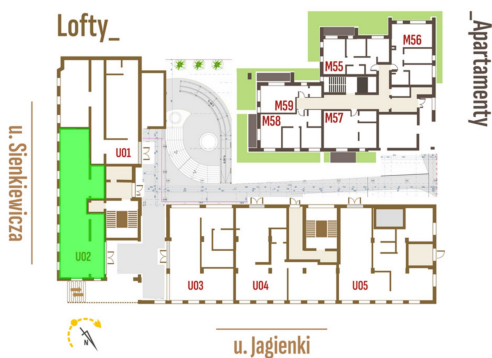 Lofty_
_Apartamenty
M56
M55
M59
M58
M57
U01
u. Sienkiewicza
U02
U03
U04
U05
N
u. Jagienki